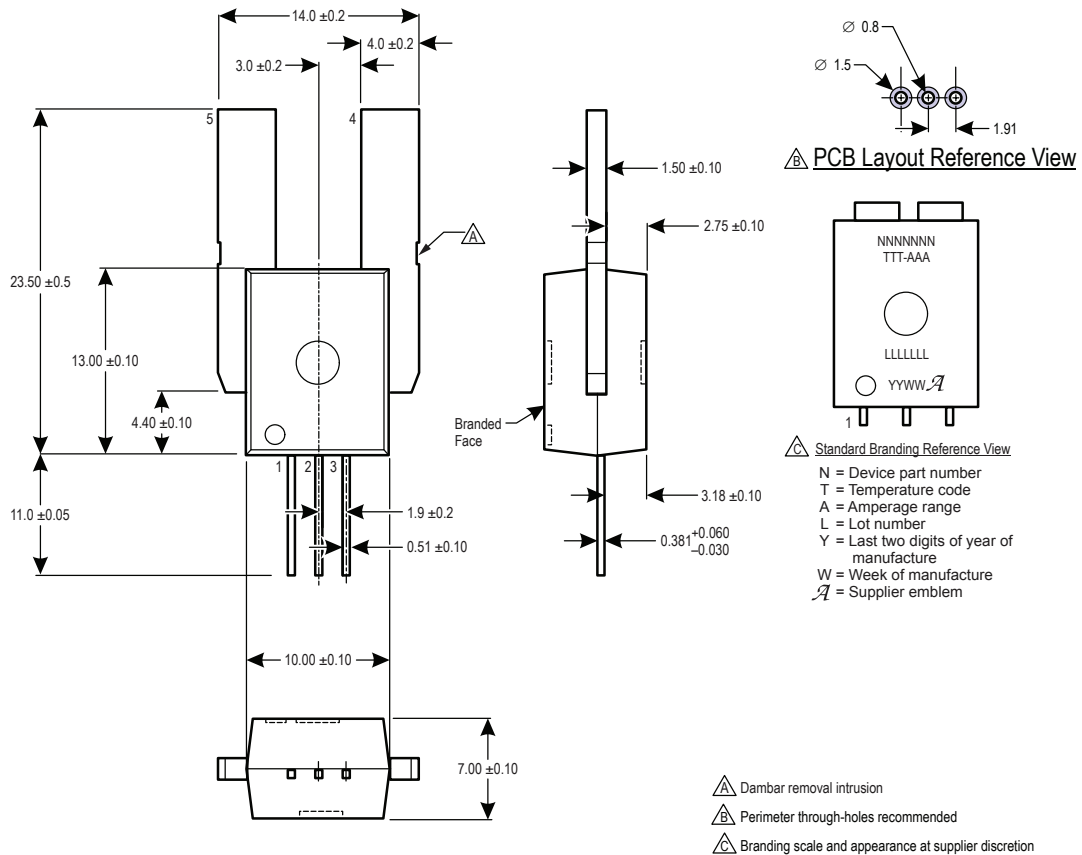 14.0 ±0.2
4.0 ±0.2
3.0 ±0.2
5
4
A
23.50 ±0.5
13.00 ±0.10
4.40 ±0.10
1
2
3
11.0 ±0.05
1.9 ±0.2
0.51 ±0.10
10.00 ±0.10
7.00 ±0.10
1.50 ±0.10
2.75 ±0.10
Branded
Face
3.18 ±0.10
0.381 +0.060
–0.030
Ø 0.8
Ø 1.5
1.91
B PCB Layout Reference View
NNNNNNN
TTT-AAA
LLLLLLL
YYWW A
1
C Standard Branding Reference View
N = Device part number
T = Temperature code
A = Amperage range
L = Lot number
Y = Last two digits of year of
manufacture
W = Week of manufacture
A = Supplier emblem
A Dambar removal intrusion
B Perimeter through-holes recommended
C Branding scale and appearance at supplier discretion